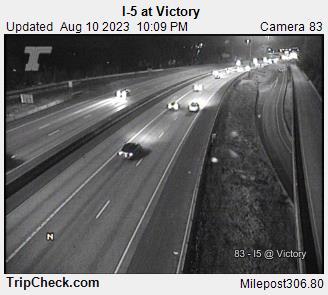 I-5 at Victory
Updated Aug 10 2023 10:09 PM Camera 83
T
N
83 - I5 @ Victory
TripCheck.com Milepost306.80